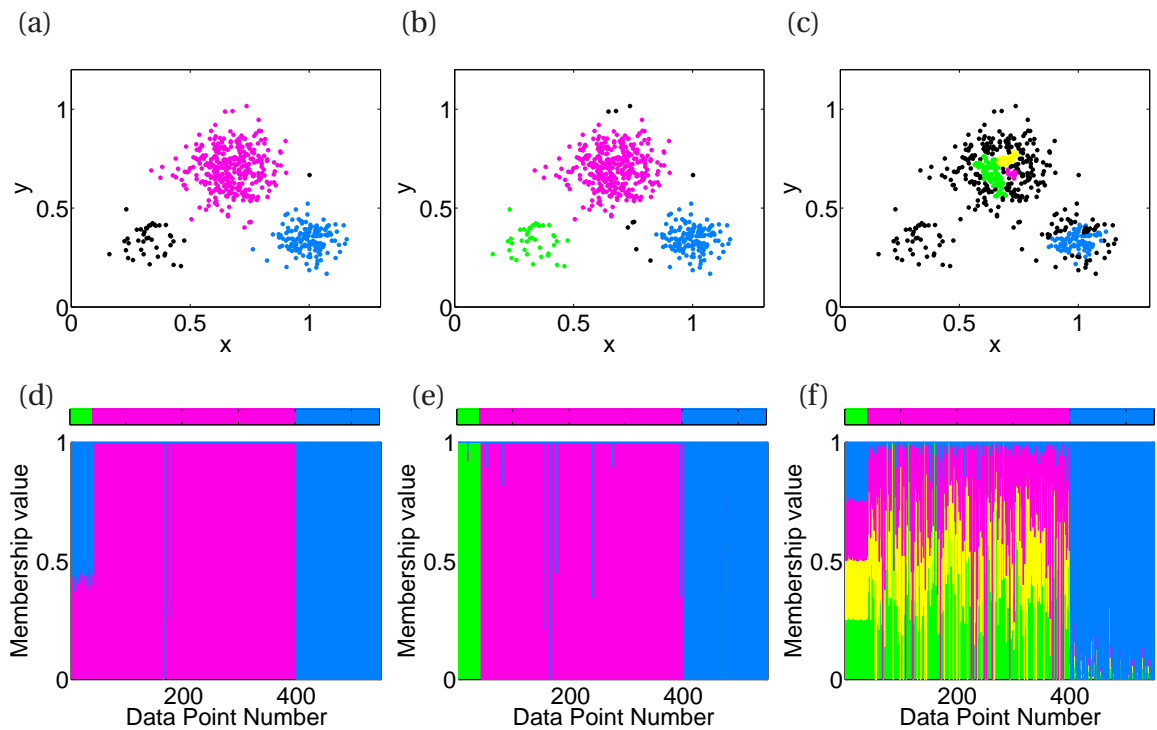 (a) (b) (c)
1 1 1
y y y
0.5 0.5 0.5
0 0 0
0 0.5 1 0 0.5 1 0 0.5 1
x x x
(d) (e) (f)
1 1 1
Membership value Membership value Membership value
0.5 0.5 0.5
0 0 0
200 400 200 400 200 400
Data Point Number Data Point Number Data Point Number